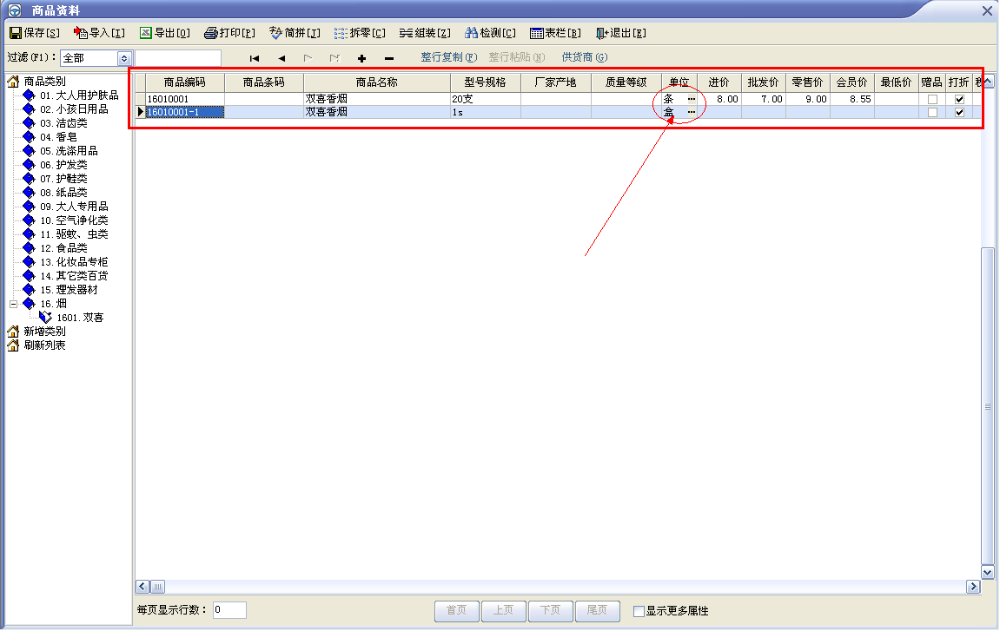 商品资料
保存[S] 导入[I] 导出[O] 打印[P] 简拼[J] 拆零[C] 组装[Z] 检测[C] 表栏[B] 退出[E]
过滤(F1): 全部 整行复制(F) 整行粘贴(N) 供货商(G)
商品类别
01.大人用护肤品
02.小孩日用品
03.洁齿类
04.香皂
05.洗涤用品
06.护发类
07.护鞋类
08.纸品类
09.大人专用品
10.空气净化类
11.驱蚊、虫类
12.食品类
13.化妆品专柜
14.其它类百货
15.理发器材
16.烟
1601.双喜
新增类别
刷新列表
商品编码 商品条码 商品名称 型号规格 厂家产地 质量等级 单位 进价 批发价 零售价 会员价 最低价 赠品 打折
16010001 双喜香烟 20支 条 ... 8.00 7.00 9.00 8.55
16010001-1 双喜香烟 1s 盒 ...
每页显示行数: 0 首页 上页 下页 尾页 显示更多属性